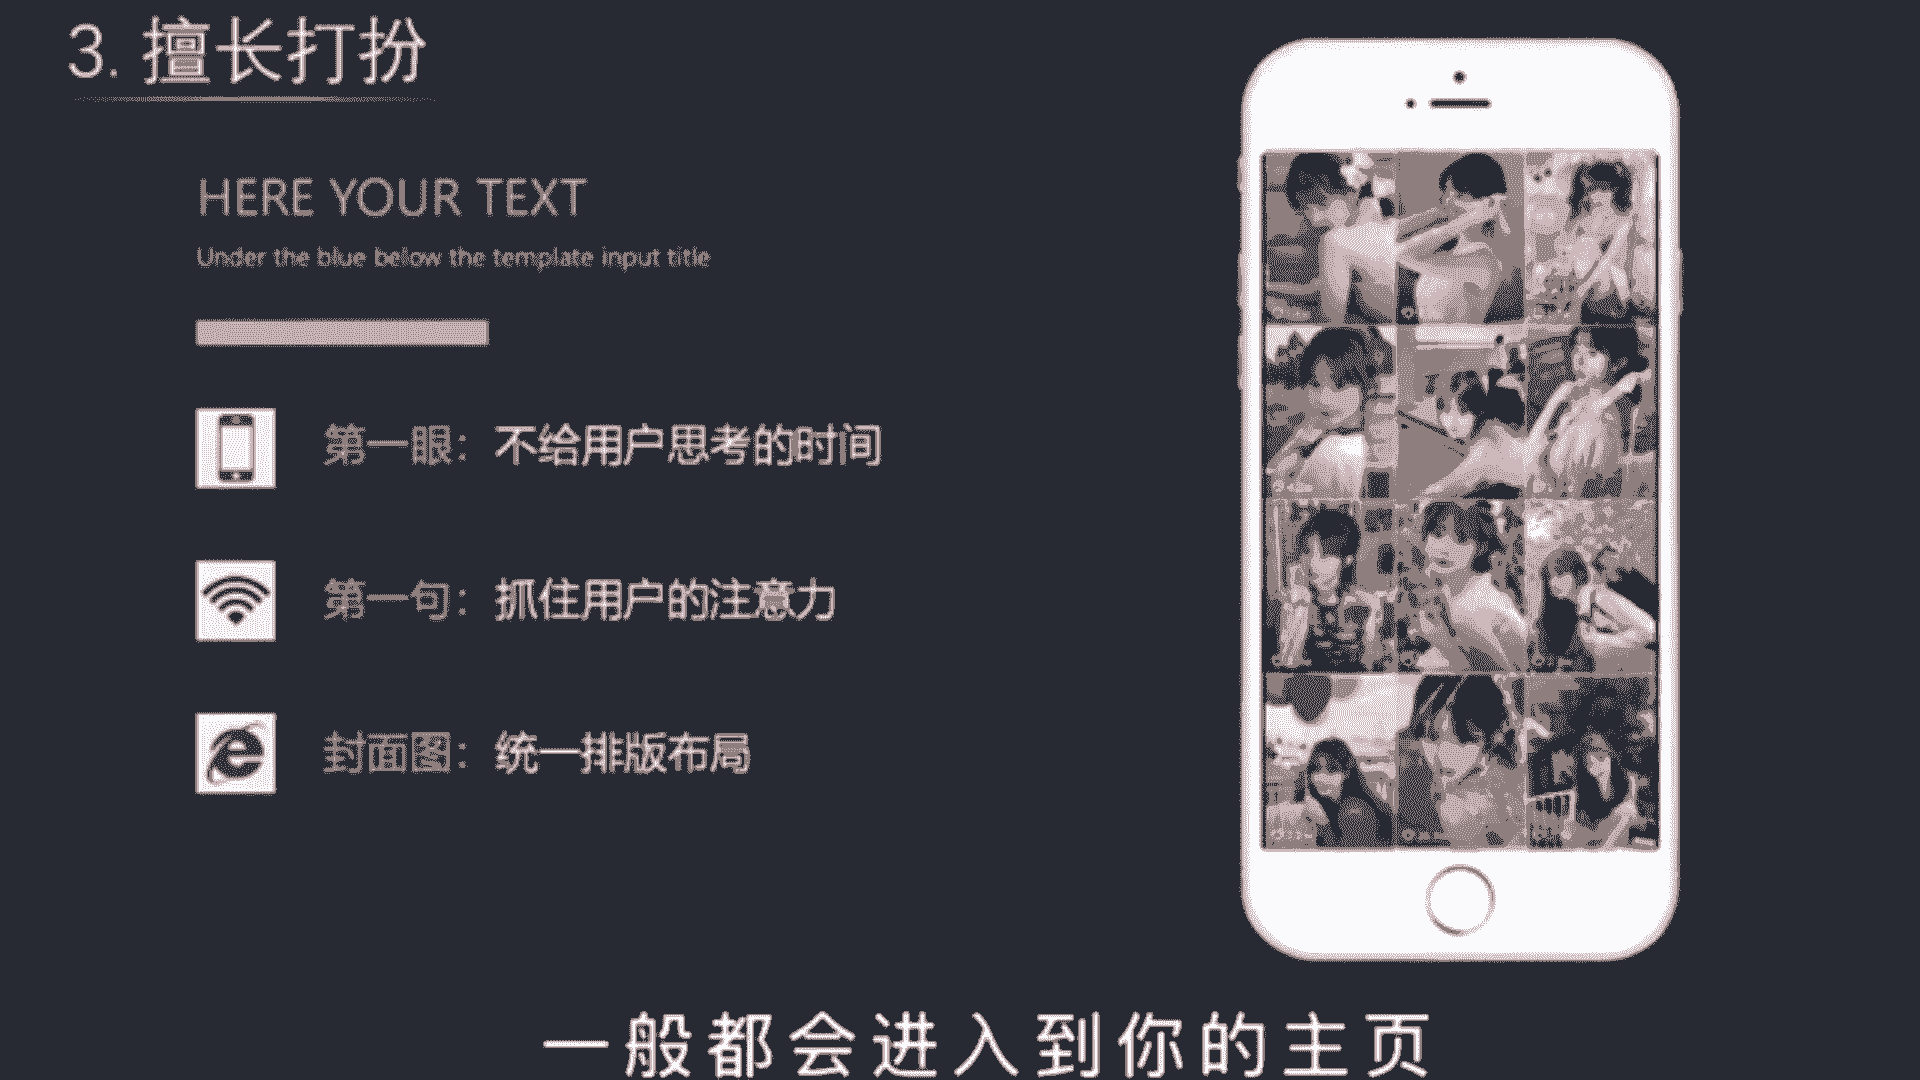 3. 擅长打扮
HERE YOUR TEXT
Under the blue below the template input title
第一眼：不给用户思考的时间
第一句：抓住用户的注意力
封面图：统一排版布局
一般都会进入到你的主页